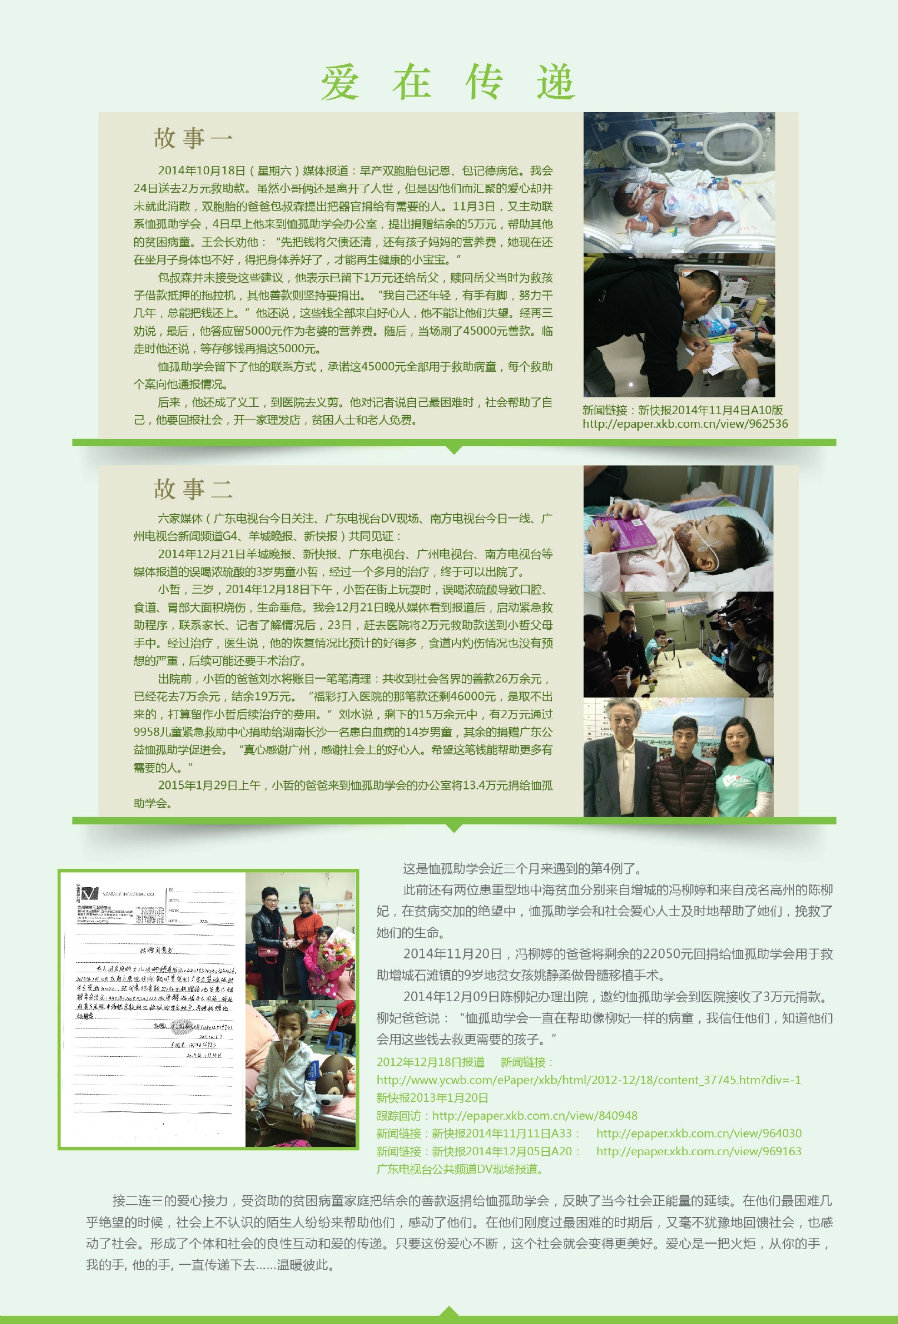 爱在传递
故事一
2014年10月18日（星期六）媒体报道：早产双胞胎包记恩、包记德病危。我会
24日送去2万元救助款。虽然小哥俩还是离开了人世，但是因他们而汇聚的爱心却并
未就此消散，双胞胎的爸爸包叔森提出把器官捐给有需要的人。11月3日，又主动联
系恤孤助学会，4日早上他来到恤孤助学会办公室，提出捐赠结余的5万元，帮助其他
的贫困病童。王会长劝他：“先把钱将欠债还清，还有孩子妈妈的营养费，她现在还
在坐月子身体也不好，得把身体养好了，才能再生健康的小宝宝。”
包叔森并未接受这些建议，他表示已留下1万元还给岳父，赎回岳父当时为救孩
子借款抵押的拖拉机，其他善款则坚持要捐出。“我自己还年轻，有手有脚，努力干
几年，总能把钱还上。”他还说，这些钱全部来自好心人，他不能让他们失望。经再三
劝说，最后，他答应留5000元作为老婆的营养费。随后，当场刷了45000元善款。临
走时他还说，等存够钱再捐这5000元。
恤孤助学会留下了他的联系方式，承诺这45000元全部用于救助病童，每个救助
个案向他通报情况。
后来，他还成了义工，到医院去义剪。他对记者说自己最困难时，社会帮助了自
己，他要回报社会，开一家理发店，贫困人士和老人免费。
新闻链接：新快报2014年11月4日A10版
http://epaper.xkb.com.cn/view/962536
故事二
六家媒体（广东电视台今日关注、广东电视台DV现场、南方电视台今日一线、广
州电视台新闻频道G4、羊城晚报、新快报）共同见证：
2014年12月21日羊城晚报、新快报、广东电视台、广州电视台、南方电视台等
媒体报道的误喝浓硫酸的3岁男童小哲，经过一个多月的治疗，终于可以出院了。
小哲，三岁，2014年12月18日下午，小哲在街上玩耍时，误喝浓硫酸导致口腔、
食道、胃部大面积烧伤，生命垂危。我会12月21日晚从媒体看到报道后，启动紧急救
助程序，联系家长、记者了解情况后，23日，赶去医院将2万元救助款送到小哲父母
手中。经过治疗，医生说，他的恢复情况比预计的好得多，食道内灼伤情况也没有预
想的严重，后续可能还要手术治疗。
出院前，小哲的爸爸刘水将账目一笔笔清理：共收到社会各界的善款26万余元，
已经花去7万余元，结余19万元。“福彩打入医院的那笔款还剩46000元，是取不出
来的，打算留作小哲后续治疗的费用。”刘水说，剩下的15万余元中，有2万元通过
9958儿童紧急救助中心捐助给湖南长沙一名患白血病的14岁男童，其余的捐赠广东公
益恤孤助学促进会。“真心感谢广州，感谢社会上的好心人。希望这笔钱能帮助更多有
需要的人。”
2015年1月29日上午，小哲的爸爸来到恤孤助学会的办公室将13.4万元捐给恤孤
助学会。
这是恤孤助学会近三个月来遇到的第4例了。
此前还有两位患重型地中海贫血分别来自增城的冯柳婷和来自茂名高州的陈柳
妃，在贫病交加的绝望中，恤孤助学会和社会爱心人士及时地帮助了她们，挽救了
她们的生命。
2014年11月20日，冯柳婷的爸爸将剩余的22050元回捐给恤孤助学会用于救
助增城石滩镇的9岁地贫女孩姚静柔做骨髓移植手术。
2014年12月09日陈柳妃办理出院，邀约恤孤助学会到医院接收了3万元捐款。
柳妃爸爸说：“恤孤助学会一直在帮助像柳妃一样的病童，我信任他们，知道他们
会用这些钱去救更需要的孩子。”
2012年12月18日报道 新闻链接：
http://www.ycwb.com/ePaper/xkb/html/2012-12/18/content_37745.htm?div=-1
新快报2013年1月20日
跟踪回访：http://epaper.xkb.com.cn/view/840948
新闻链接：新快报2014年11月11日A33： http://epaper.xkb.com.cn/view/964030
新闻链接：新快报2014年12月05日A20： http://epaper.xkb.com.cn/view/969163
广东电视台公共频道DV现场报道。
接二连三的爱心接力，受资助的贫困病童家庭把结余的善款返捐给恤孤助学会，反映了当今社会正能量的延续。在他们最困难几
乎绝望的时候，社会上不认识的陌生人纷纷来帮助他们，感动了他们。在他们刚度过最困难的时期后，又毫不犹豫地回馈社会，也感
动了社会。形成了个体和社会的良性互动和爱的传递。只要这份爱心不断，这个社会就会变得更美好。爱心是一把火炬，从你的手，
我的手, 他的手, 一直传递下去……温暖彼此。